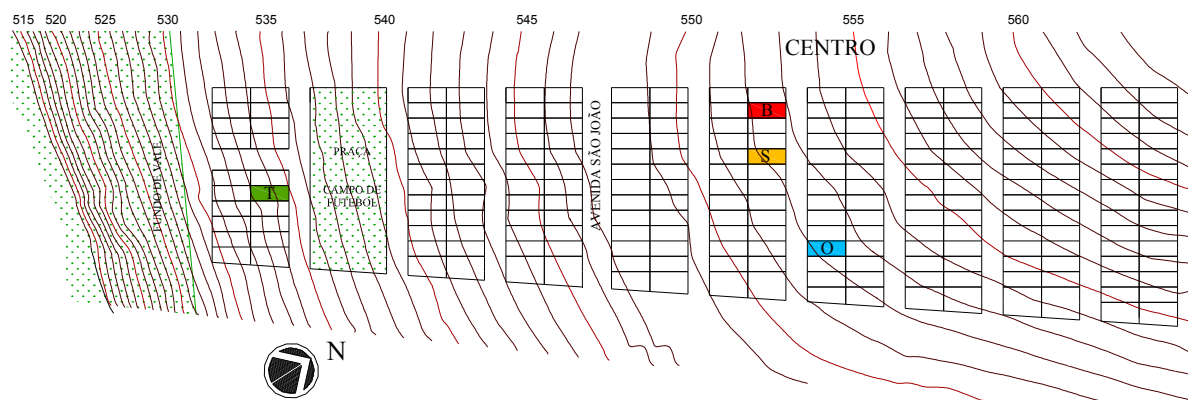 515 520 525 530 535 540 545 550 555 560
CENTRO
B
S
T
O
FUNDO DE VALE
PRAÇA
CAMPO DE
FUTEBOL
AVENIDA SÃO JOÃO
N